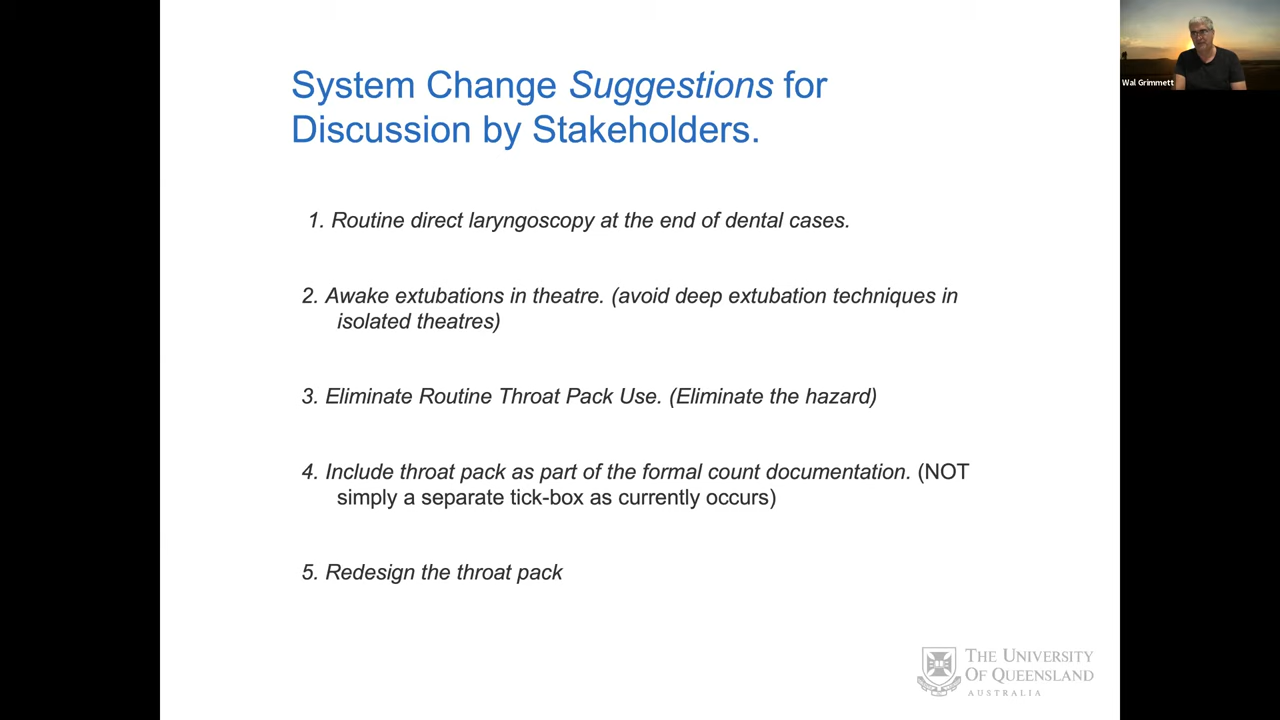 System Change Suggestions for
Discussion by Stakeholders.
Wal Grimmett
1. Routine direct laryngoscopy at the end of dental cases.
2. Awake extubations in theatre. (avoid deep extubation techniques in
isolated theatres)
3. Eliminate Routine Throat Pack Use. (Eliminate the hazard)
4. Include throat pack as part of the formal count documentation. (NOT
simply a separate tick-box as currently occurs)
5. Redesign the throat pack
THE UNIVERSITY
OF QUEENSLAND
AUSTRALIA